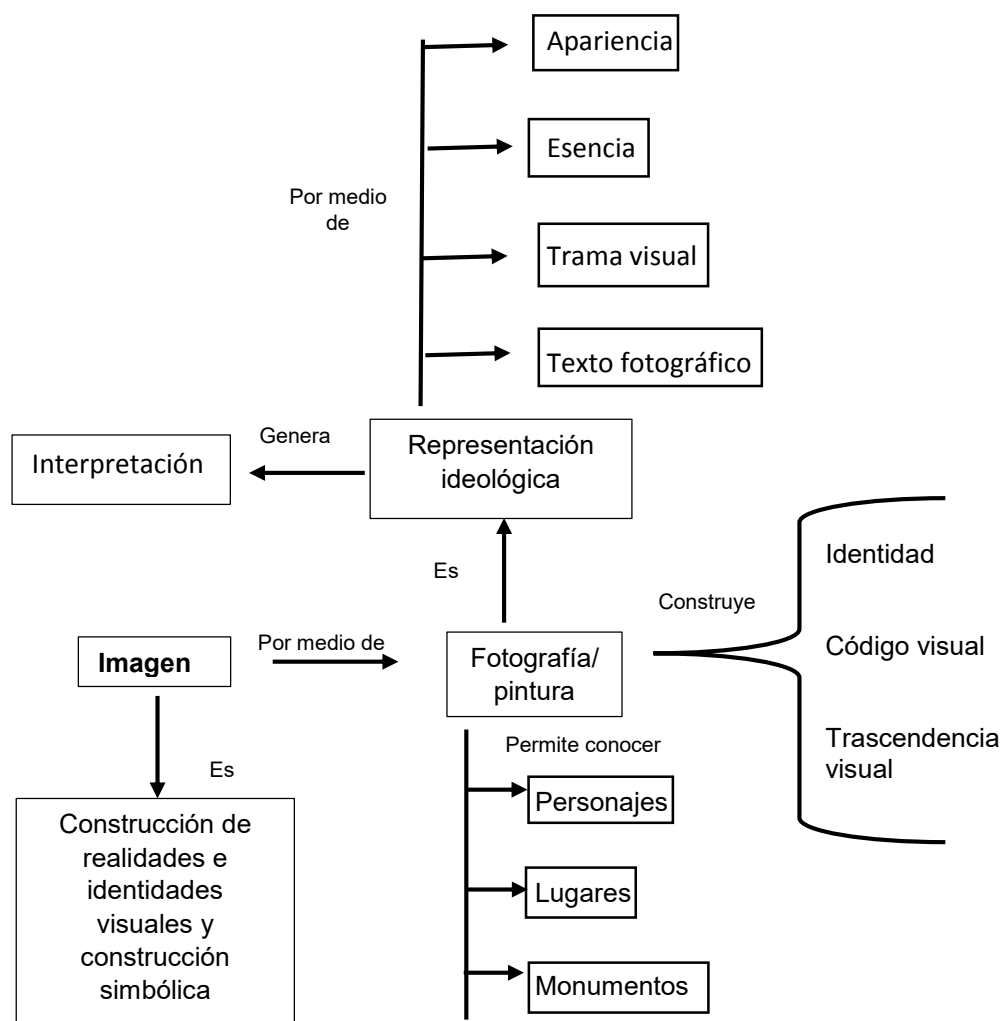 Apariencia
Esencia
Por medio
de
Trama visual
Texto fotográfico
Genera
Interpretación
Representación
ideológica
Es
Construye
Identidad
Código visual
Trascendencia
visual
Imagen
Por medio de
Fotografía/
pintura
Permite conocer
Personajes
Lugares
Monumentos
Es
Construcción de
realidades e
identidades
visuales y
construcción
simbólica